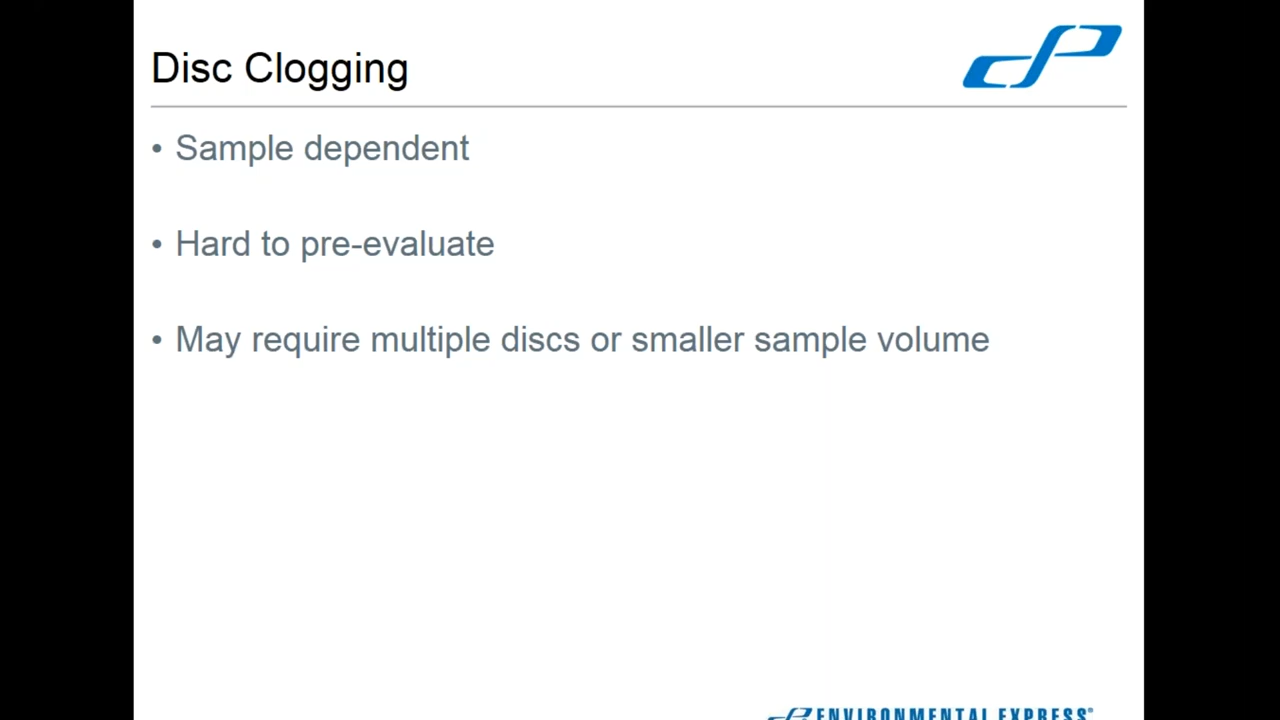 Disc Clogging
• Sample dependent
• Hard to pre-evaluate
• May require multiple discs or smaller sample volume
ENVIRONMENTAL EXPRESS®